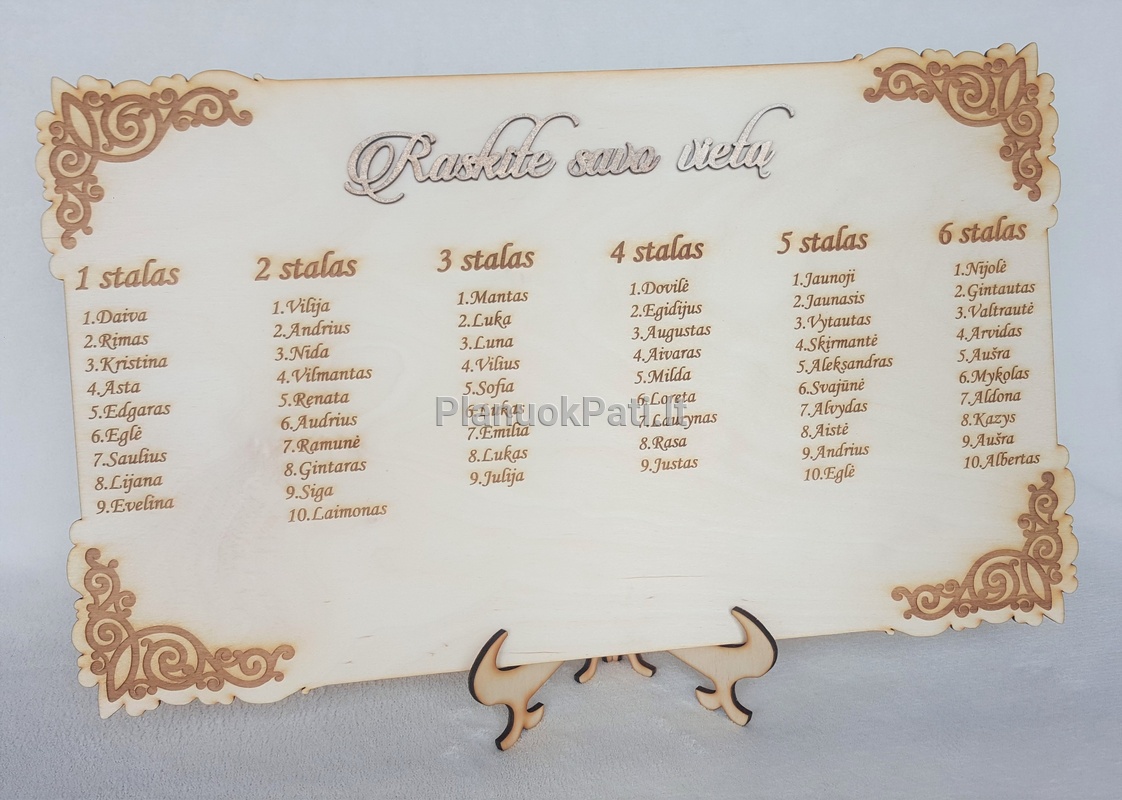 Raskite savo vietą
1 stalas
1.Daiva
2.Rimas
3.Kristina
4.Asta
5.Edgaras
6.Eglė
7.Saulius
8.Lijana
9.Evelina
2 stalas
1.Vilija
2.Andrius
3.Nida
4.Vilmantas
5.Renata
6.Audrius
7.Ramunė
8.Gintaras
9.Siga
10.Laimonas
3 stalas
1.Mantas
2.Luka
3.Luna
4.Vilius
5.Sofia
6.Lukas
7.Emilia
8.Lukas
9.Julija
4 stalas
1.Dovilė
2.Egidijus
3.Augustas
4.Aivaras
5.Milda
6.Loreta
7.Laurynas
8.Rasa
9.Justas
5 stalas
1.Jaunoji
2.Jaunasis
3.Vytautas
4.Skirmantė
5.Aleksandras
6.Svajūnė
7.Alvydas
8.Aistė
9.Andrius
10.Eglė
6 stalas
1.Nijolė
2.Gintautas
3.Valtrautė
4.Arvidas
5.Aušra
6.Mykolas
7.Aldona
8.Kazys
9.Aušra
10.Albertas
PlanuokPati.lt